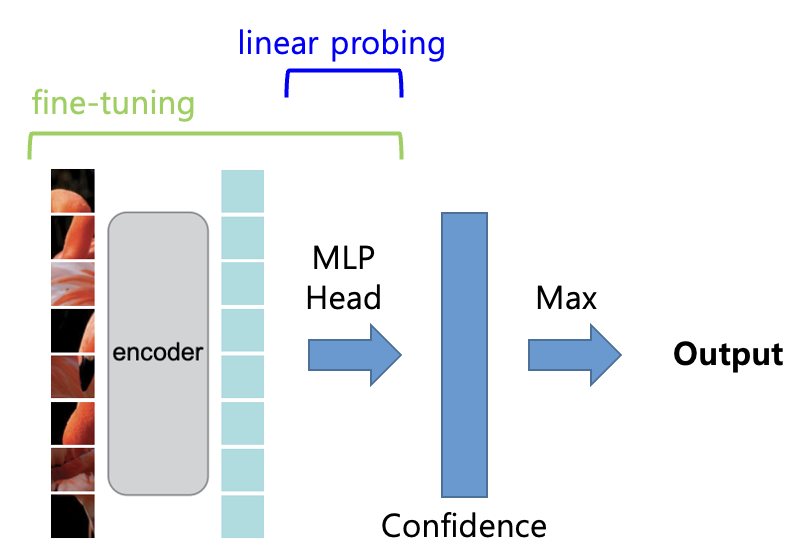 linear probing
fine-tuning
MLP
Head
Max
encoder
Output
Confidence